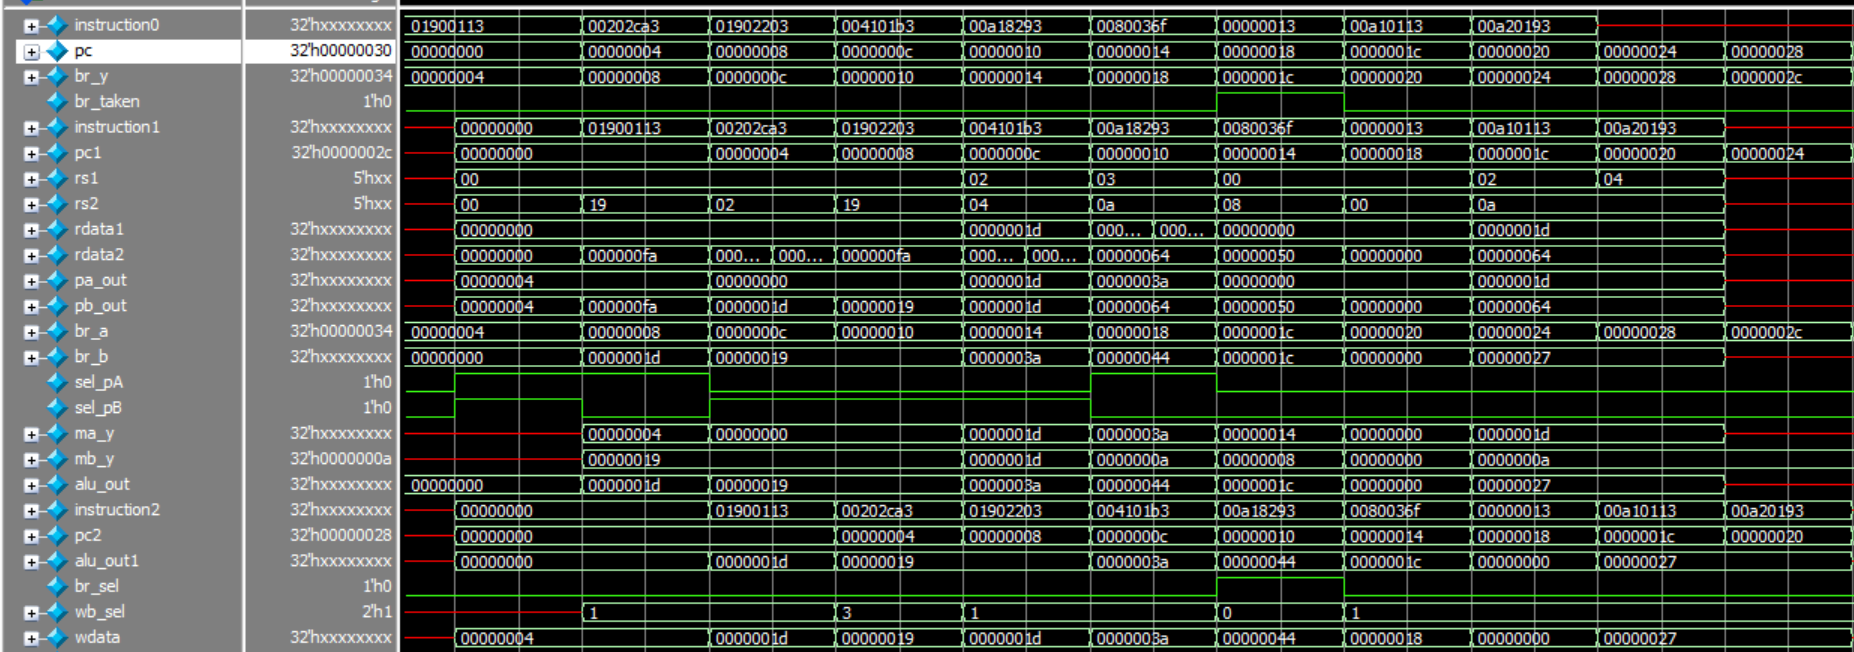 instruction0 32'hxxxxxxxx 01900113 00202ca3 01902203 004101b3 00a18293 0080036f 00000013 00a10113 00a20193
pc 32'h00000030 00000000 00000004 00000008 0000000c 00000010 00000014 00000018 0000001c 00000020 00000024 00000028
br_y 32'h00000034 00000004 00000008 0000000c 00000010 00000014 00000018 0000001c 00000020 00000024 00000028 0000002c
br_taken 1'h0
instruction1 32'hxxxxxxxx 00000000 01900113 00202ca3 01902203 004101b3 00a18293 0080036f 00000013 00a10113 00a20193
pc1 32'h0000002c 00000000 00000004 00000008 0000000c 00000010 00000014 00000018 0000001c 00000020 00000024
rs1 5'hxx 00 02 03 00 02 04
rs2 5'hxx 00 19 02 19 04 0a 08 00 0a
rdata1 32'hxxxxxxxx 00000000 0000001d 000... 000... 00000000 0000001d
rdata2 32'hxxxxxxxx 00000000 000000fa 000... 000... 000000fa 000... 000... 00000064 00000050 00000000 00000064
pa_out 32'hxxxxxxxx 00000004 00000000 0000001d 0000003a 00000000 0000001d
pb_out 32'hxxxxxxxx 00000004 000000fa 0000001d 00000019 0000001d 00000064 00000050 00000000 00000064
br_a 32'h00000034 00000004 00000008 0000000c 00000010 00000014 00000018 0000001c 00000020 00000024 00000028 0000002c
br_b 32'hxxxxxxxx 00000000 0000001d 00000019 0000003a 00000044 0000001c 00000000 00000027
sel_pA 1'h0
sel_pB 1'h0
ma_y 32'hxxxxxxxx 00000004 00000000 0000001d 0000003a 00000014 00000000 0000001d
mb_y 32'h0000000a 00000019 0000001d 0000000a 00000008 00000000 0000000a
alu_out 32'hxxxxxxxx 00000000 0000001d 00000019 0000003a 00000044 0000001c 00000000 00000027
instruction2 32'hxxxxxxxx 00000000 01900113 00202ca3 01902203 004101b3 00a18293 0080036f 00000013 00a10113 00a20193
pc2 32'h00000028 00000000 00000004 00000008 0000000c 00000010 00000014 00000018 0000001c 00000020
alu_out1 32'hxxxxxxxx 00000000 0000001d 00000019 0000003a 00000044 0000001c 00000000 00000027
br_sel 1'h0
wb_sel 2'h1 1 3 1 0 1
wdata 32'hxxxxxxxx 00000004 0000001d 00000019 0000001d 0000003a 00000044 00000018 00000000 00000027